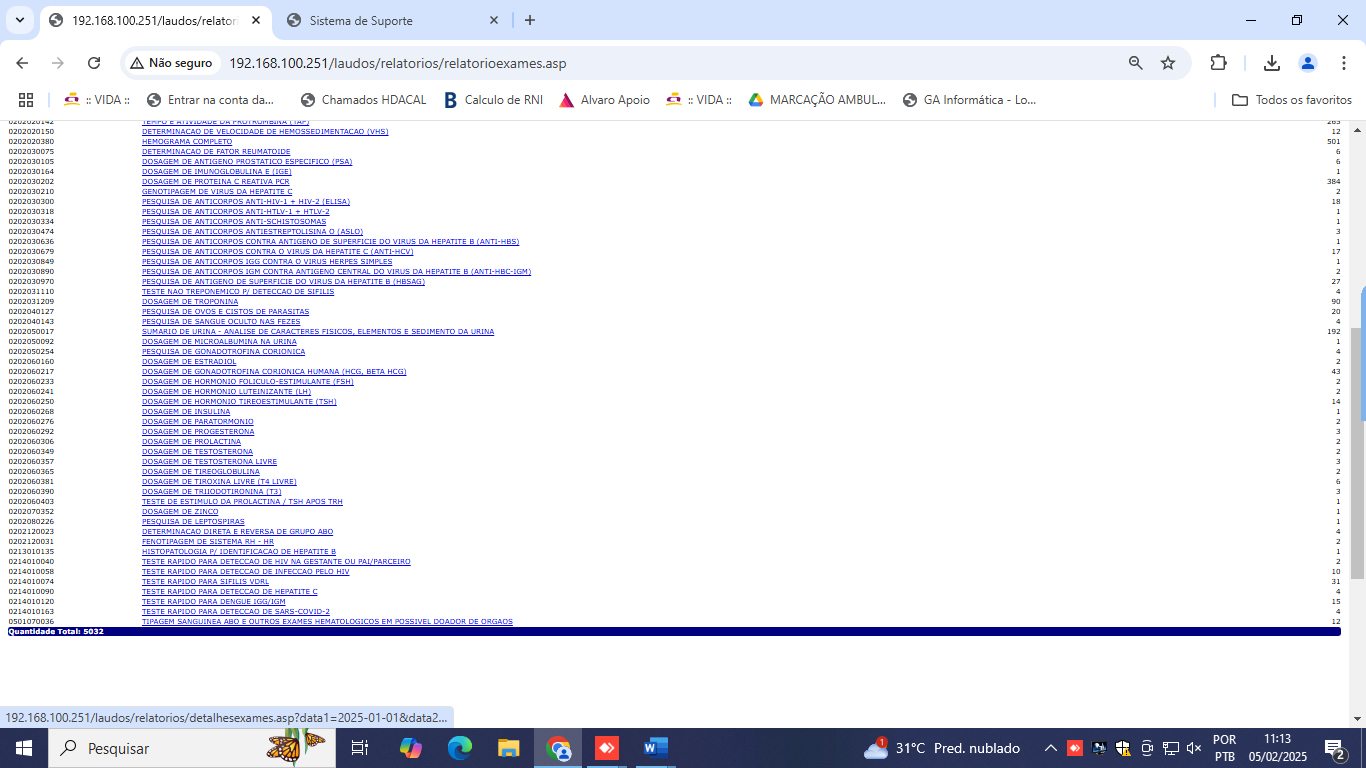 192.168.100.251/laudos/relator
Sistema de Suporte
Não seguro 192.168.100.251/laudos/relatorios/relatorioexames.asp
:: VIDA :: Entrar na conta da... Chamados HDACAL Calculo de RNI Alvaro Apoio :: VIDA :: MARCAÇÃO AMBUL... GA Informática - Lo... Todos os favoritos
0202020142 TEMPO E ATIVIDADE DA PROTROMBINA (TAP) 265
0202020150 DETERMINACAO DE VELOCIDADE DE HEMOSSEDIMENTACAO (VHS) 12
0202020380 HEMOGRAMA COMPLETO 501
0202030075 DETERMINACAO DE FATOR REUMATOIDE 6
0202030105 DOSAGEM DE ANTIGENO PROSTATICO ESPECIFICO (PSA) 6
0202030164 DOSAGEM DE IMUNOGLOBULINA E (IGE) 1
0202030202 DOSAGEM DE PROTEINA C REATIVA PCR 384
0202030210 GENOTIPAGEM DE VIRUS DA HEPATITE C 2
0202030300 PESQUISA DE ANTICORPOS ANTI-HIV-1 + HIV-2 (ELISA) 18
0202030318 PESQUISA DE ANTICORPOS ANTI-HTLV-1 + HTLV-2 1
0202030334 PESQUISA DE ANTICORPOS ANTI-SCHISTOSOMAS 1
0202030474 PESQUISA DE ANTICORPOS ANTIESTREPTOLISINA O (ASLO) 3
0202030636 PESQUISA DE ANTICORPOS CONTRA ANTIGENO DE SUPERFICIE DO VIRUS DA HEPATITE B (ANTI-HBS) 1
0202030679 PESQUISA DE ANTICORPOS CONTRA O VIRUS DA HEPATITE C (ANTI-HCV) 17
0202030849 PESQUISA DE ANTICORPOS IGG CONTRA O VIRUS HERPES SIMPLES 1
0202030890 PESQUISA DE ANTICORPOS IGM CONTRA ANTIGENO CENTRAL DO VIRUS DA HEPATITE B (ANTI-HBC-IGM) 2
0202030970 PESQUISA DE ANTIGENO DE SUPERFICIE DO VIRUS DA HEPATITE B (HBSAG) 27
0202031110 TESTE NAO TREPONEMICO P/ DETECCAO DE SIFILIS 4
0202031209 DOSAGEM DE TROPONINA 90
0202040127 PESQUISA DE OVOS E CISTOS DE PARASITAS 20
0202040143 PESQUISA DE SANGUE OCULTO NAS FEZES 4
0202050017 SUMARIO DE URINA - ANALISE DE CARACTERES FISICOS, ELEMENTOS E SEDIMENTO DA URINA 192
0202050092 DOSAGEM DE MICROALBUMINA NA URINA 1
0202050254 PESQUISA DE GONADOTROFINA CORIONICA 4
0202060160 DOSAGEM DE ESTRADIOL 2
0202060217 DOSAGEM DE GONADOTROFINA CORIONICA HUMANA (HCG, BETA HCG) 43
0202060233 DOSAGEM DE HORMONIO FOLICULO-ESTIMULANTE (FSH) 2
0202060241 DOSAGEM DE HORMONIO LUTEINIZANTE (LH) 2
0202060250 DOSAGEM DE HORMONIO TIREOESTIMULANTE (TSH) 14
0202060268 DOSAGEM DE INSULINA 1
0202060276 DOSAGEM DE PARATORMONIO 2
0202060292 DOSAGEM DE PROGESTERONA 3
0202060306 DOSAGEM DE PROLACTINA 2
0202060349 DOSAGEM DE TESTOSTERONA 2
0202060357 DOSAGEM DE TESTOSTERONA LIVRE 3
0202060365 DOSAGEM DE TIREOGLOBULINA 2
0202060381 DOSAGEM DE TIROXINA LIVRE (T4 LIVRE) 6
0202060390 DOSAGEM DE TRIIODOTIRONINA (T3) 3
0202060403 TESTE DE ESTIMULO DA PROLACTINA / TSH APOS TRH 1
0202070352 DOSAGEM DE ZINCO 1
0202080226 PESQUISA DE LEPTOSPIRAS 1
0202120023 DETERMINACAO DIRETA E REVERSA DE GRUPO ABO 4
0202120031 FENOTIPAGEM DE SISTEMA RH - HR 2
0213010135 HISTOPATOLOGIA P/ IDENTIFICACAO DE HEPATITE B 1
0214010040 TESTE RAPIDO PARA DETECCAO DE HIV NA GESTANTE OU PAI/PARCEIRO 2
0214010058 TESTE RAPIDO PARA DETECCAO DE INFECCAO PELO HIV 10
0214010074 TESTE RAPIDO PARA SIFILIS VDRL 31
0214010090 TESTE RAPIDO PARA DETECCAO DE HEPATITE C 4
0214010120 TESTE RAPIDO PARA DENGUE IGG/IGM 15
0214010163 TESTE RAPIDO PARA DETECCAO DE SARS-COVID-2 4
0501070036 TIPAGEM SANGUINEA ABO E OUTROS EXAMES HEMATOLOGICOS EM POSSIVEL DOADOR DE ORGAOS 12
Quantidade Total: 5032
192.168.100.251/laudos/relatorios/detalhesexames.asp?data1=2025-01-01&data2...
Pesquisar
1
31°C Pred. nublado
POR
PTB
11:13
05/02/2025
2